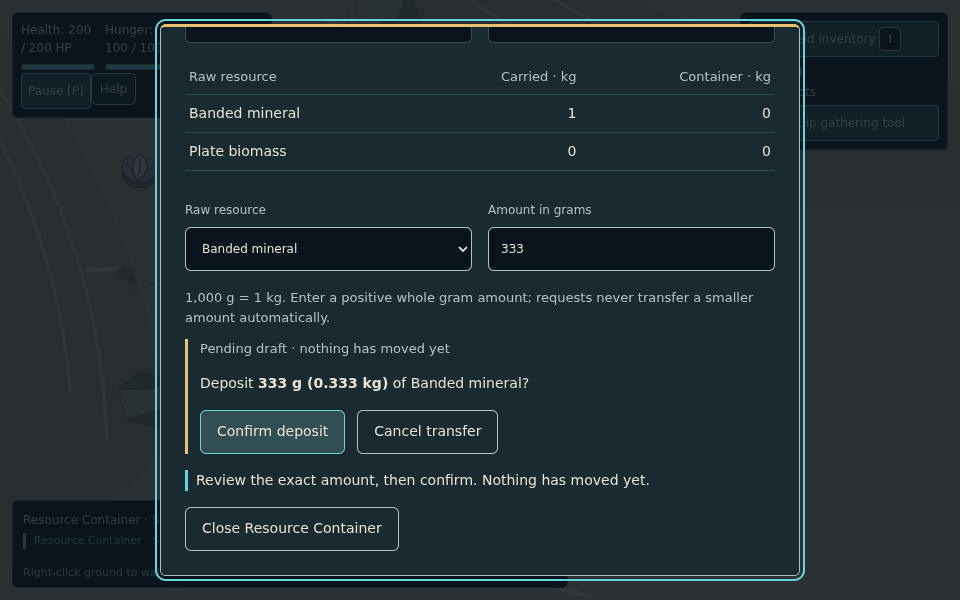 Health: 200
/ 200 HP
Hunger:
100 / 100
Pause [P]
Help
d inventory I
ip gathering tool
Raw resource Carried · kg Container · kg
Banded mineral 1 0
Plate biomass 0 0
Raw resource Amount in grams
Banded mineral 333
1,000 g = 1 kg. Enter a positive whole gram amount; requests never transfer a smaller
amount automatically.
Pending draft · nothing has moved yet
Deposit 333 g (0.333 kg) of Banded mineral?
Confirm deposit Cancel transfer
Review the exact amount, then confirm. Nothing has moved yet.
Close Resource Container
Resource Container ·
Resource Container ·
Right-click ground to wa